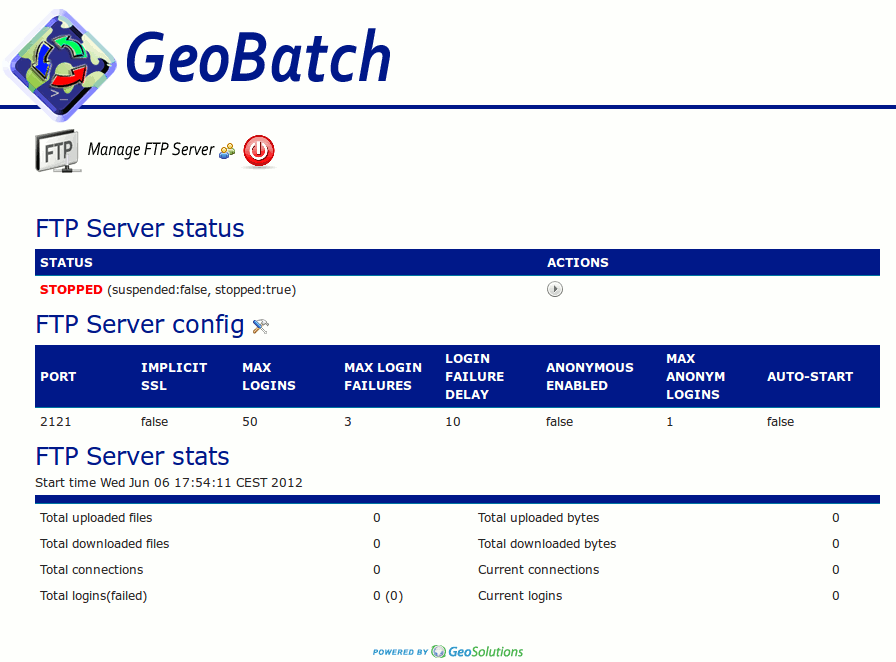 GeoBatch
>_
FTP Manage FTP Server
FTP Server status
STATUS ACTIONS
STOPPED (suspended:false, stopped:true)
FTP Server config
PORT IMPLICIT SSL MAX LOGINS MAX LOGIN FAILURES LOGIN FAILURE DELAY ANONYMOUS ENABLED MAX ANONYM LOGINS AUTO-START
2121 false 50 3 10 false 1 false
FTP Server stats
Start time Wed Jun 06 17:54:11 CEST 2012
Total uploaded files 0 Total uploaded bytes 0
Total downloaded files 0 Total downloaded bytes 0
Total connections 0 Current connections 0
Total logins(failed) 0 (0) Current logins 0
POWERED BY GeoSolutions